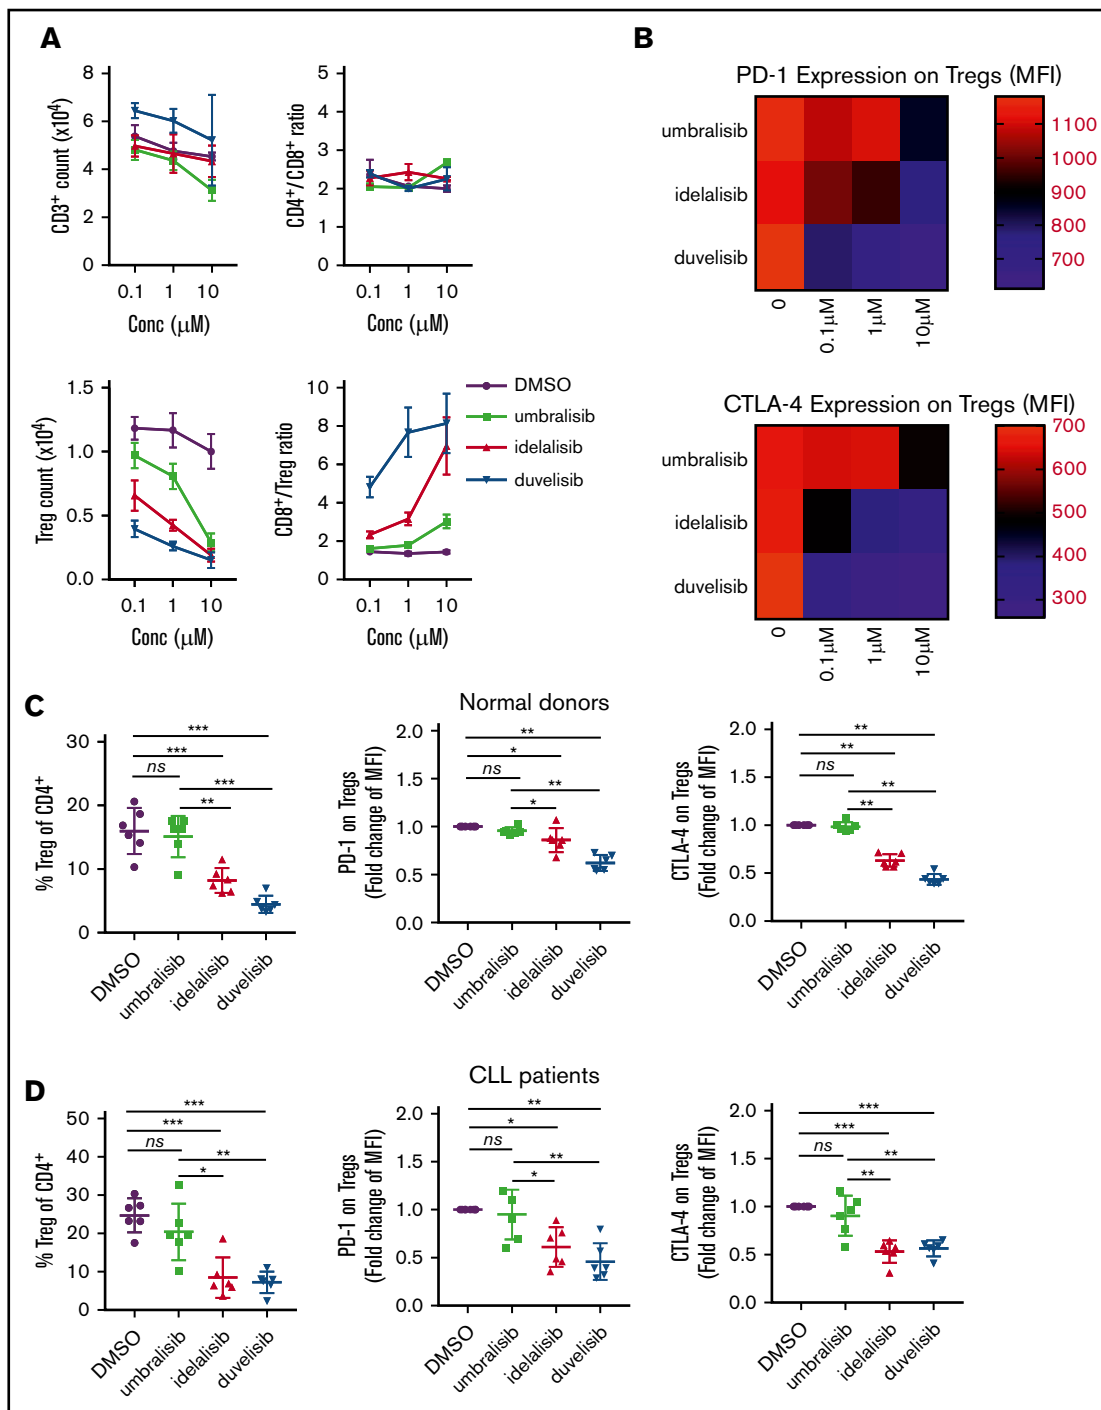 A
CD3+ count (x10^4)
8
6
4
2
0
0.1 1 10
Conc (μM)
CD4+/CD8+ ratio
5
4
3
2
1
0
0.1 1 10
Conc (μM)
Treg count (x10^4)
1.5
1.0
0.5
0.0
0.1 1 10
Conc (μM)
CD8+/Treg ratio
10
8
6
4
2
0
0.1 1 10
Conc (μM)
DMSO
umbralisib
idelalisib
duvelisib
B
PD-1 Expression on Tregs (MFI)
umbralisib
idelalisib
duvelisib
0 0.1μM 1μM 10μM
1100
1000
900
800
700
CTLA-4 Expression on Tregs (MFI)
umbralisib
idelalisib
duvelisib
0 0.1μM 1μM 10μM
700
600
500
400
300
C
Normal donors
% Treg of CD4+
30
20
10
0
***
***
ns
***
**
DMSO umbralisib idelalisib duvelisib
PD-1 on Tregs
(Fold change of MFI)
2.0
1.5
1.0
0.5
0.0
**
*
ns
**
*
DMSO umbralisib idelalisib duvelisib
CTLA-4 on Tregs
(Fold change of MFI)
2.0
1.5
1.0
0.5
0.0
**
**
ns
**
**
DMSO umbralisib idelalisib duvelisib
D
CLL patients
% Treg of CD4+
50
40
30
20
10
0
***
***
ns
**
*
DMSO umbralisib idelalisib duvelisib
PD-1 on Tregs
(Fold change of MFI)
2.0
1.5
1.0
0.5
0.0
**
*
ns
**
*
DMSO umbralisib idelalisib duvelisib
CTLA-4 on Tregs
(Fold change of MFI)
2.0
1.5
1.0
0.5
0.0
***
***
ns
**
**
DMSO umbralisib idelalisib duvelisib